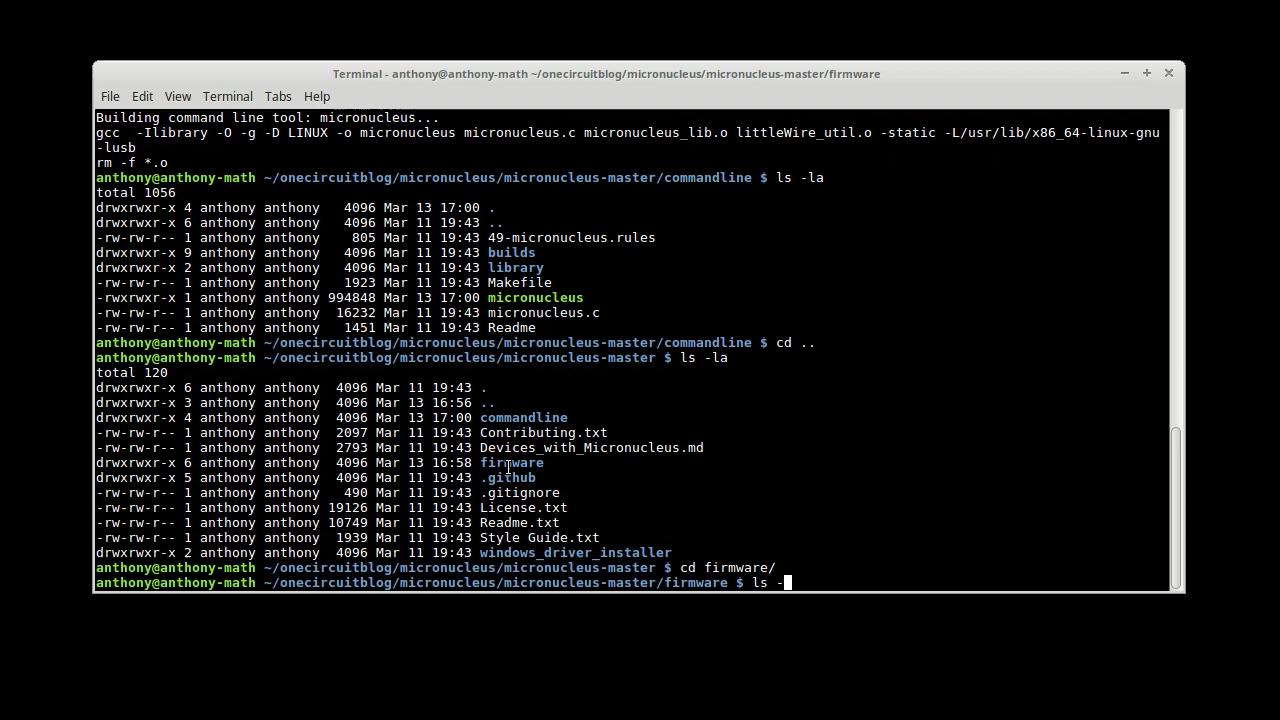 Terminal - anthony@anthony-math ~/onecircuitblog/micronucleus/micronucleus-master/firmware
File Edit View Terminal Tabs Help
Building command line tool: micronucleus...
gcc  -Ilibrary -O -g -D LINUX -o micronucleus micronucleus.c micronucleus_lib.o littleWire_util.o -static -L/usr/lib/x86_64-linux-gnu
-lusb
rm -f *.o
anthony@anthony-math ~/onecircuitblog/micronucleus/micronucleus-master/commandline $ ls -la
total 1056
drwxrwxr-x 4 anthony anthony   4096 Mar 13 17:00 .
drwxrwxr-x 6 anthony anthony   4096 Mar 11 19:43 ..
-rw-rw-r-- 1 anthony anthony    805 Mar 11 19:43 49-micronucleus.rules
drwxrwxr-x 9 anthony anthony   4096 Mar 11 19:43 builds
drwxrwxr-x 2 anthony anthony   4096 Mar 11 19:43 library
-rw-rw-r-- 1 anthony anthony   1923 Mar 11 19:43 Makefile
-rwxrwxr-x 1 anthony anthony 994848 Mar 13 17:00 micronucleus
-rw-rw-r-- 1 anthony anthony  16232 Mar 11 19:43 micronucleus.c
-rw-rw-r-- 1 anthony anthony   1451 Mar 11 19:43 Readme
anthony@anthony-math ~/onecircuitblog/micronucleus/micronucleus-master/commandline $ cd ..
anthony@anthony-math ~/onecircuitblog/micronucleus/micronucleus-master $ ls -la
total 120
drwxrwxr-x 6 anthony anthony  4096 Mar 11 19:43 .
drwxrwxr-x 3 anthony anthony  4096 Mar 13 16:56 ..
drwxrwxr-x 4 anthony anthony  4096 Mar 13 17:00 commandline
-rw-rw-r-- 1 anthony anthony  2097 Mar 11 19:43 Contributing.txt
-rw-rw-r-- 1 anthony anthony  2793 Mar 11 19:43 Devices_with_Micronucleus.md
drwxrwxr-x 6 anthony anthony  4096 Mar 13 16:58 firmware
drwxrwxr-x 5 anthony anthony  4096 Mar 11 19:43 .github
-rw-rw-r-- 1 anthony anthony   490 Mar 11 19:43 .gitignore
-rw-rw-r-- 1 anthony anthony 19126 Mar 11 19:43 License.txt
-rw-rw-r-- 1 anthony anthony 10749 Mar 11 19:43 Readme.txt
-rw-rw-r-- 1 anthony anthony  1939 Mar 11 19:43 Style Guide.txt
drwxrwxr-x 2 anthony anthony  4096 Mar 11 19:43 windows_driver_installer
anthony@anthony-math ~/onecircuitblog/micronucleus/micronucleus-master $ cd firmware/
anthony@anthony-math ~/onecircuitblog/micronucleus/micronucleus-master/firmware $ ls -